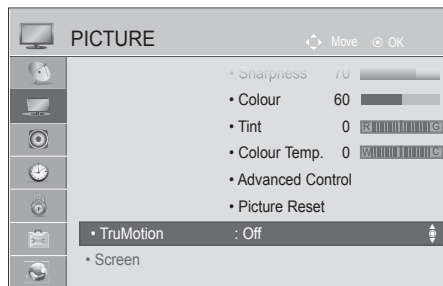 PICTURE
Move OK
• Sharpness 70
• Colour 60
• Tint 0 R G
• Colour Temp. 0 W C
• Advanced Control
• Picture Reset
• TruMotion : Off
• Screen